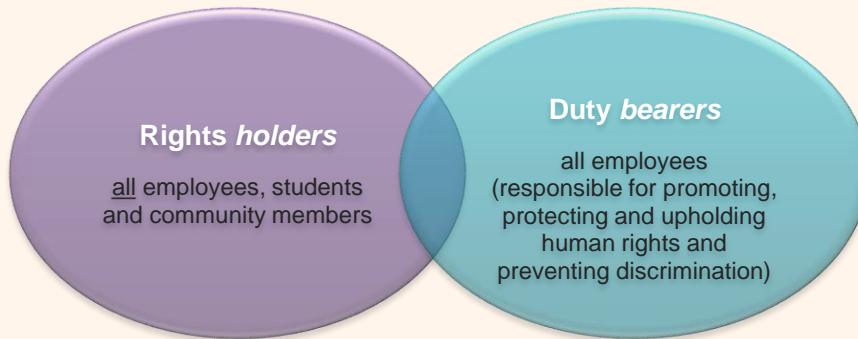 Rights holders
all employees, students
and community members
Duty bearers
all employees
(responsible for promoting,
protecting and upholding
human rights and
preventing discrimination)